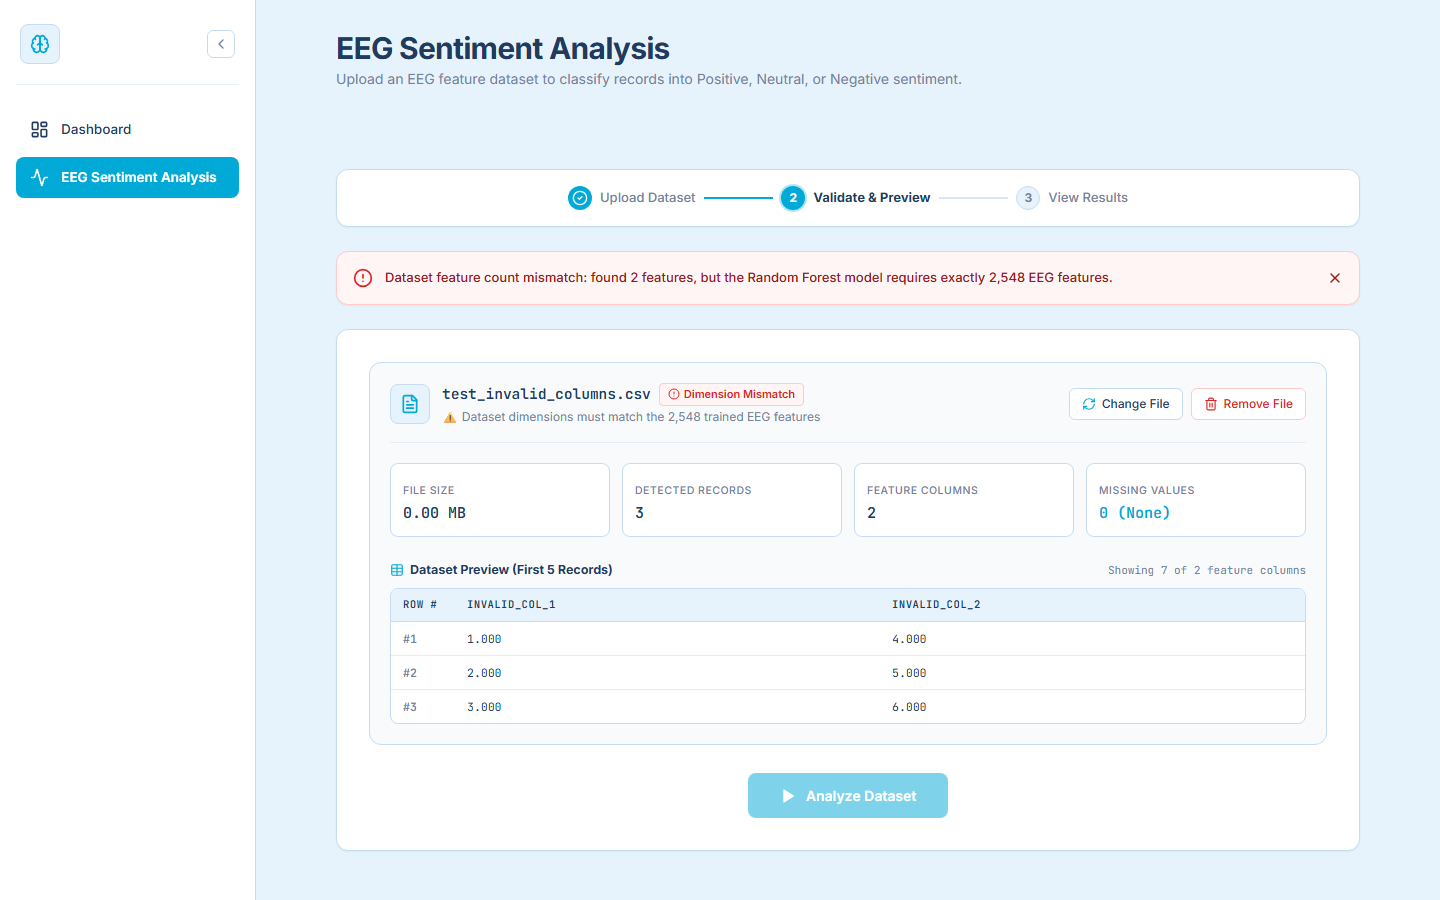 EEG Sentiment Analysis
Upload an EEG feature dataset to classify records into Positive, Neutral, or Negative sentiment.
Dashboard
EEG Sentiment Analysis
Upload Dataset
2 Validate & Preview
3 View Results
Dataset feature count mismatch: found 2 features, but the Random Forest model requires exactly 2,548 EEG features.
test_invalid_columns.csv Dimension Mismatch
Dataset dimensions must match the 2,548 trained EEG features
Change File Remove File
FILE SIZE
0.00 MB
DETECTED RECORDS
3
FEATURE COLUMNS
2
MISSING VALUES
0 (None)
Dataset Preview (First 5 Records) Showing 7 of 2 feature columns
ROW # INVALID_COL_1 INVALID_COL_2
#1 1.000 4.000
#2 2.000 5.000
#3 3.000 6.000
Analyze Dataset